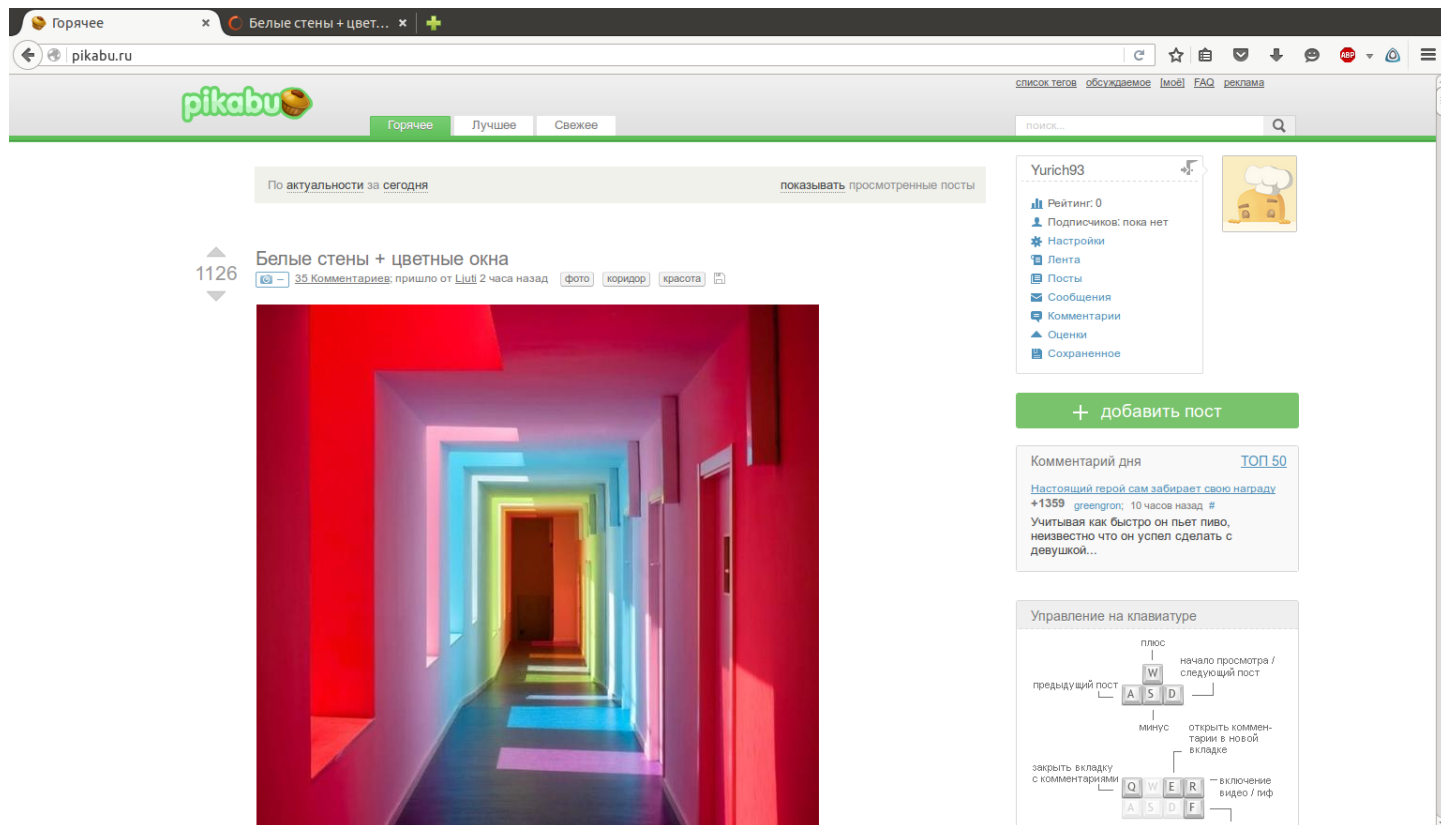 Горячее
Белые стены + цвет...
pikabu.ru
ABP
список тегов обсуждаемое [моё] FAQ реклама
pikabu
Горячее Лучшее Свежее
поиск...
По актуальности за сегодня
показывать просмотренные посты
1126
Белые стены + цветные окна
35 Комментариев; пришло от Ljuti 2 часа назад фото коридор красота
Yurich93
Рейтинг: 0
Подписчиков: пока нет
Настройки
Лента
Посты
Сообщения
Комментарии
Оценки
Сохраненное
+ добавить пост
Комментарий дня ТОП 50
Настоящий герой сам забирает свою награду
+1359 greengron; 10 часов назад #
Учитывая как быстро он пьет пиво,
неизвестно что он успел сделать с
девушкой...
Управление на клавиатуре
плюс
начало просмотра /
следующий пост
W
предыдущий пост
A S D
минус
открыть коммен-
тарии в новой
вкладке
закрыть вкладку
с комментариями
Q W E R
включение
видео / гиф
A S D F